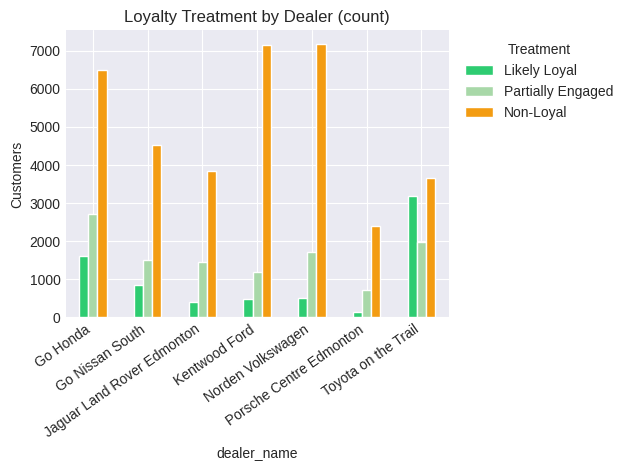 Loyalty Treatment by Dealer (count)
Customers
7000
6000
5000
4000
3000
2000
1000
0
Go Honda
Go Nissan South
Jaguar Land Rover Edmonton
Kentwood Ford
Norden Volkswagen
Porsche Centre Edmonton
Toyota on the Trail
dealer_name
Treatment
Likely Loyal
Partially Engaged
Non-Loyal